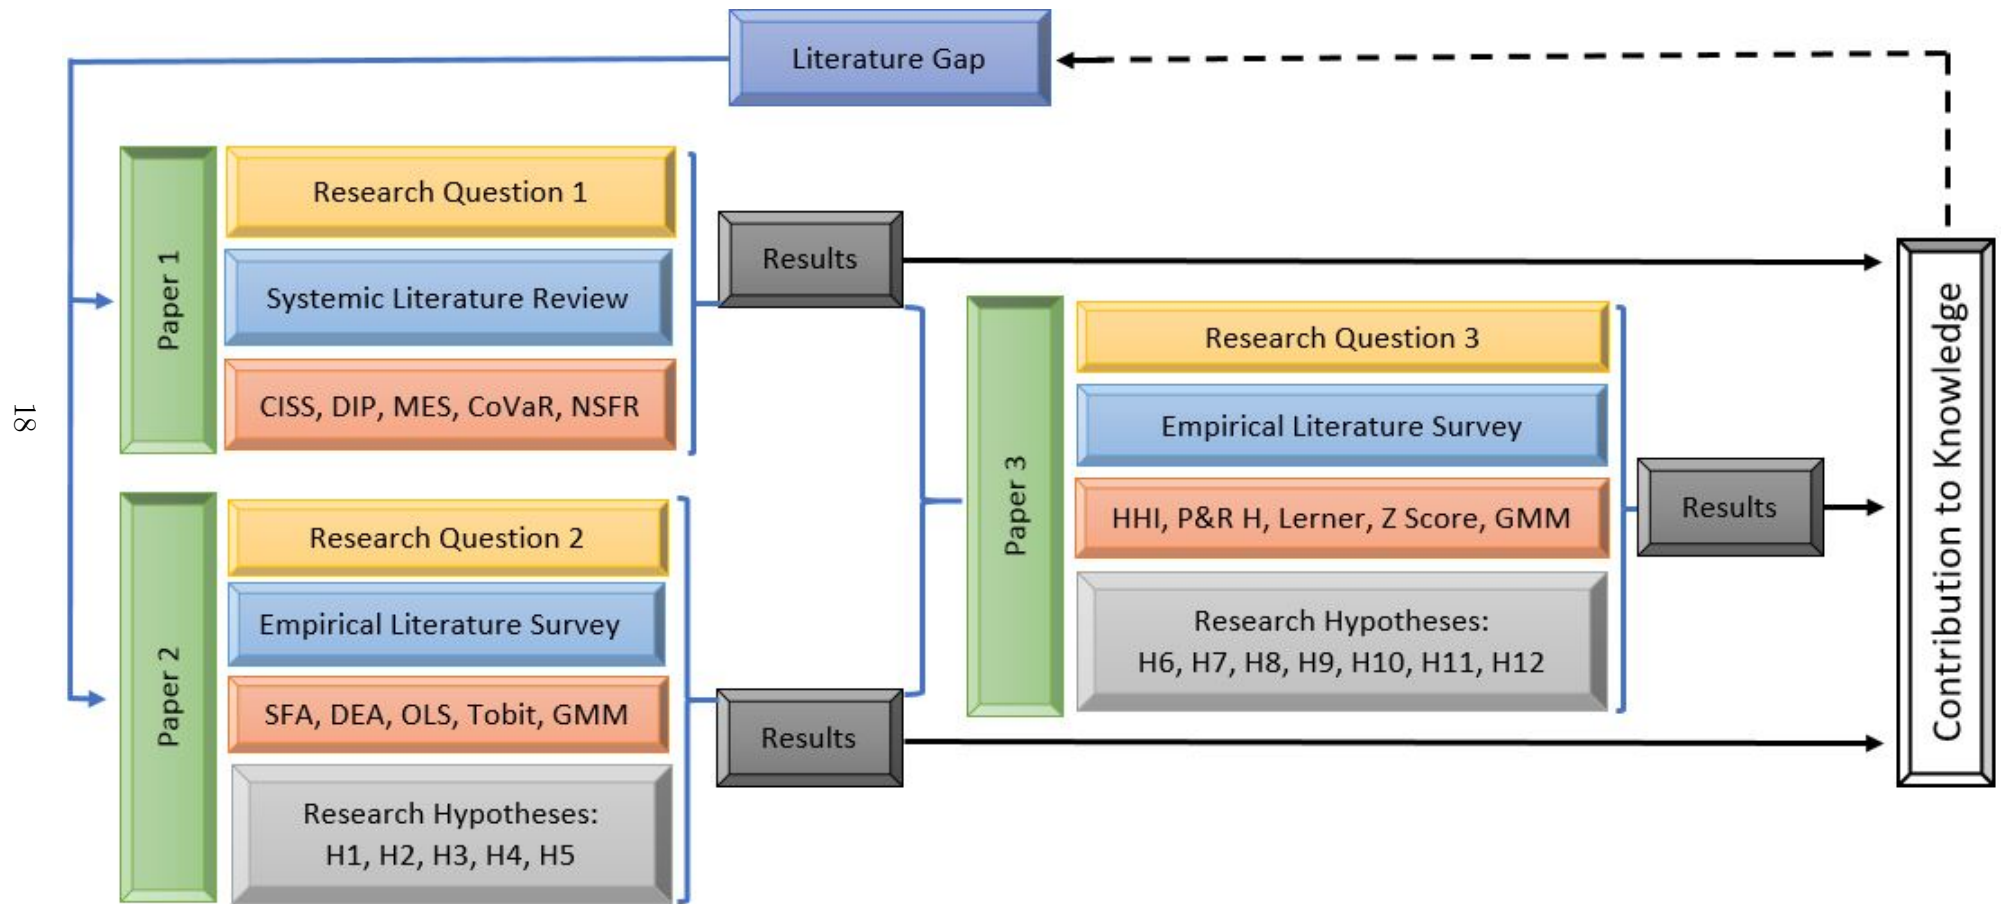 Literature Gap
Paper 1
Research Question 1
Systemic Literature Review
CISS, DIP, MES, CoVaR, NSFR
Results
Paper 2
Research Question 2
Empirical Literature Survey
SFA, DEA, OLS, Tobit, GMM
Research Hypotheses:
H1, H2, H3, H4, H5
Results
Paper 3
Research Question 3
Empirical Literature Survey
HHI, P&R H, Lerner, Z Score, GMM
Research Hypotheses:
H6, H7, H8, H9, H10, H11, H12
Results
Contribution to Knowledge
18